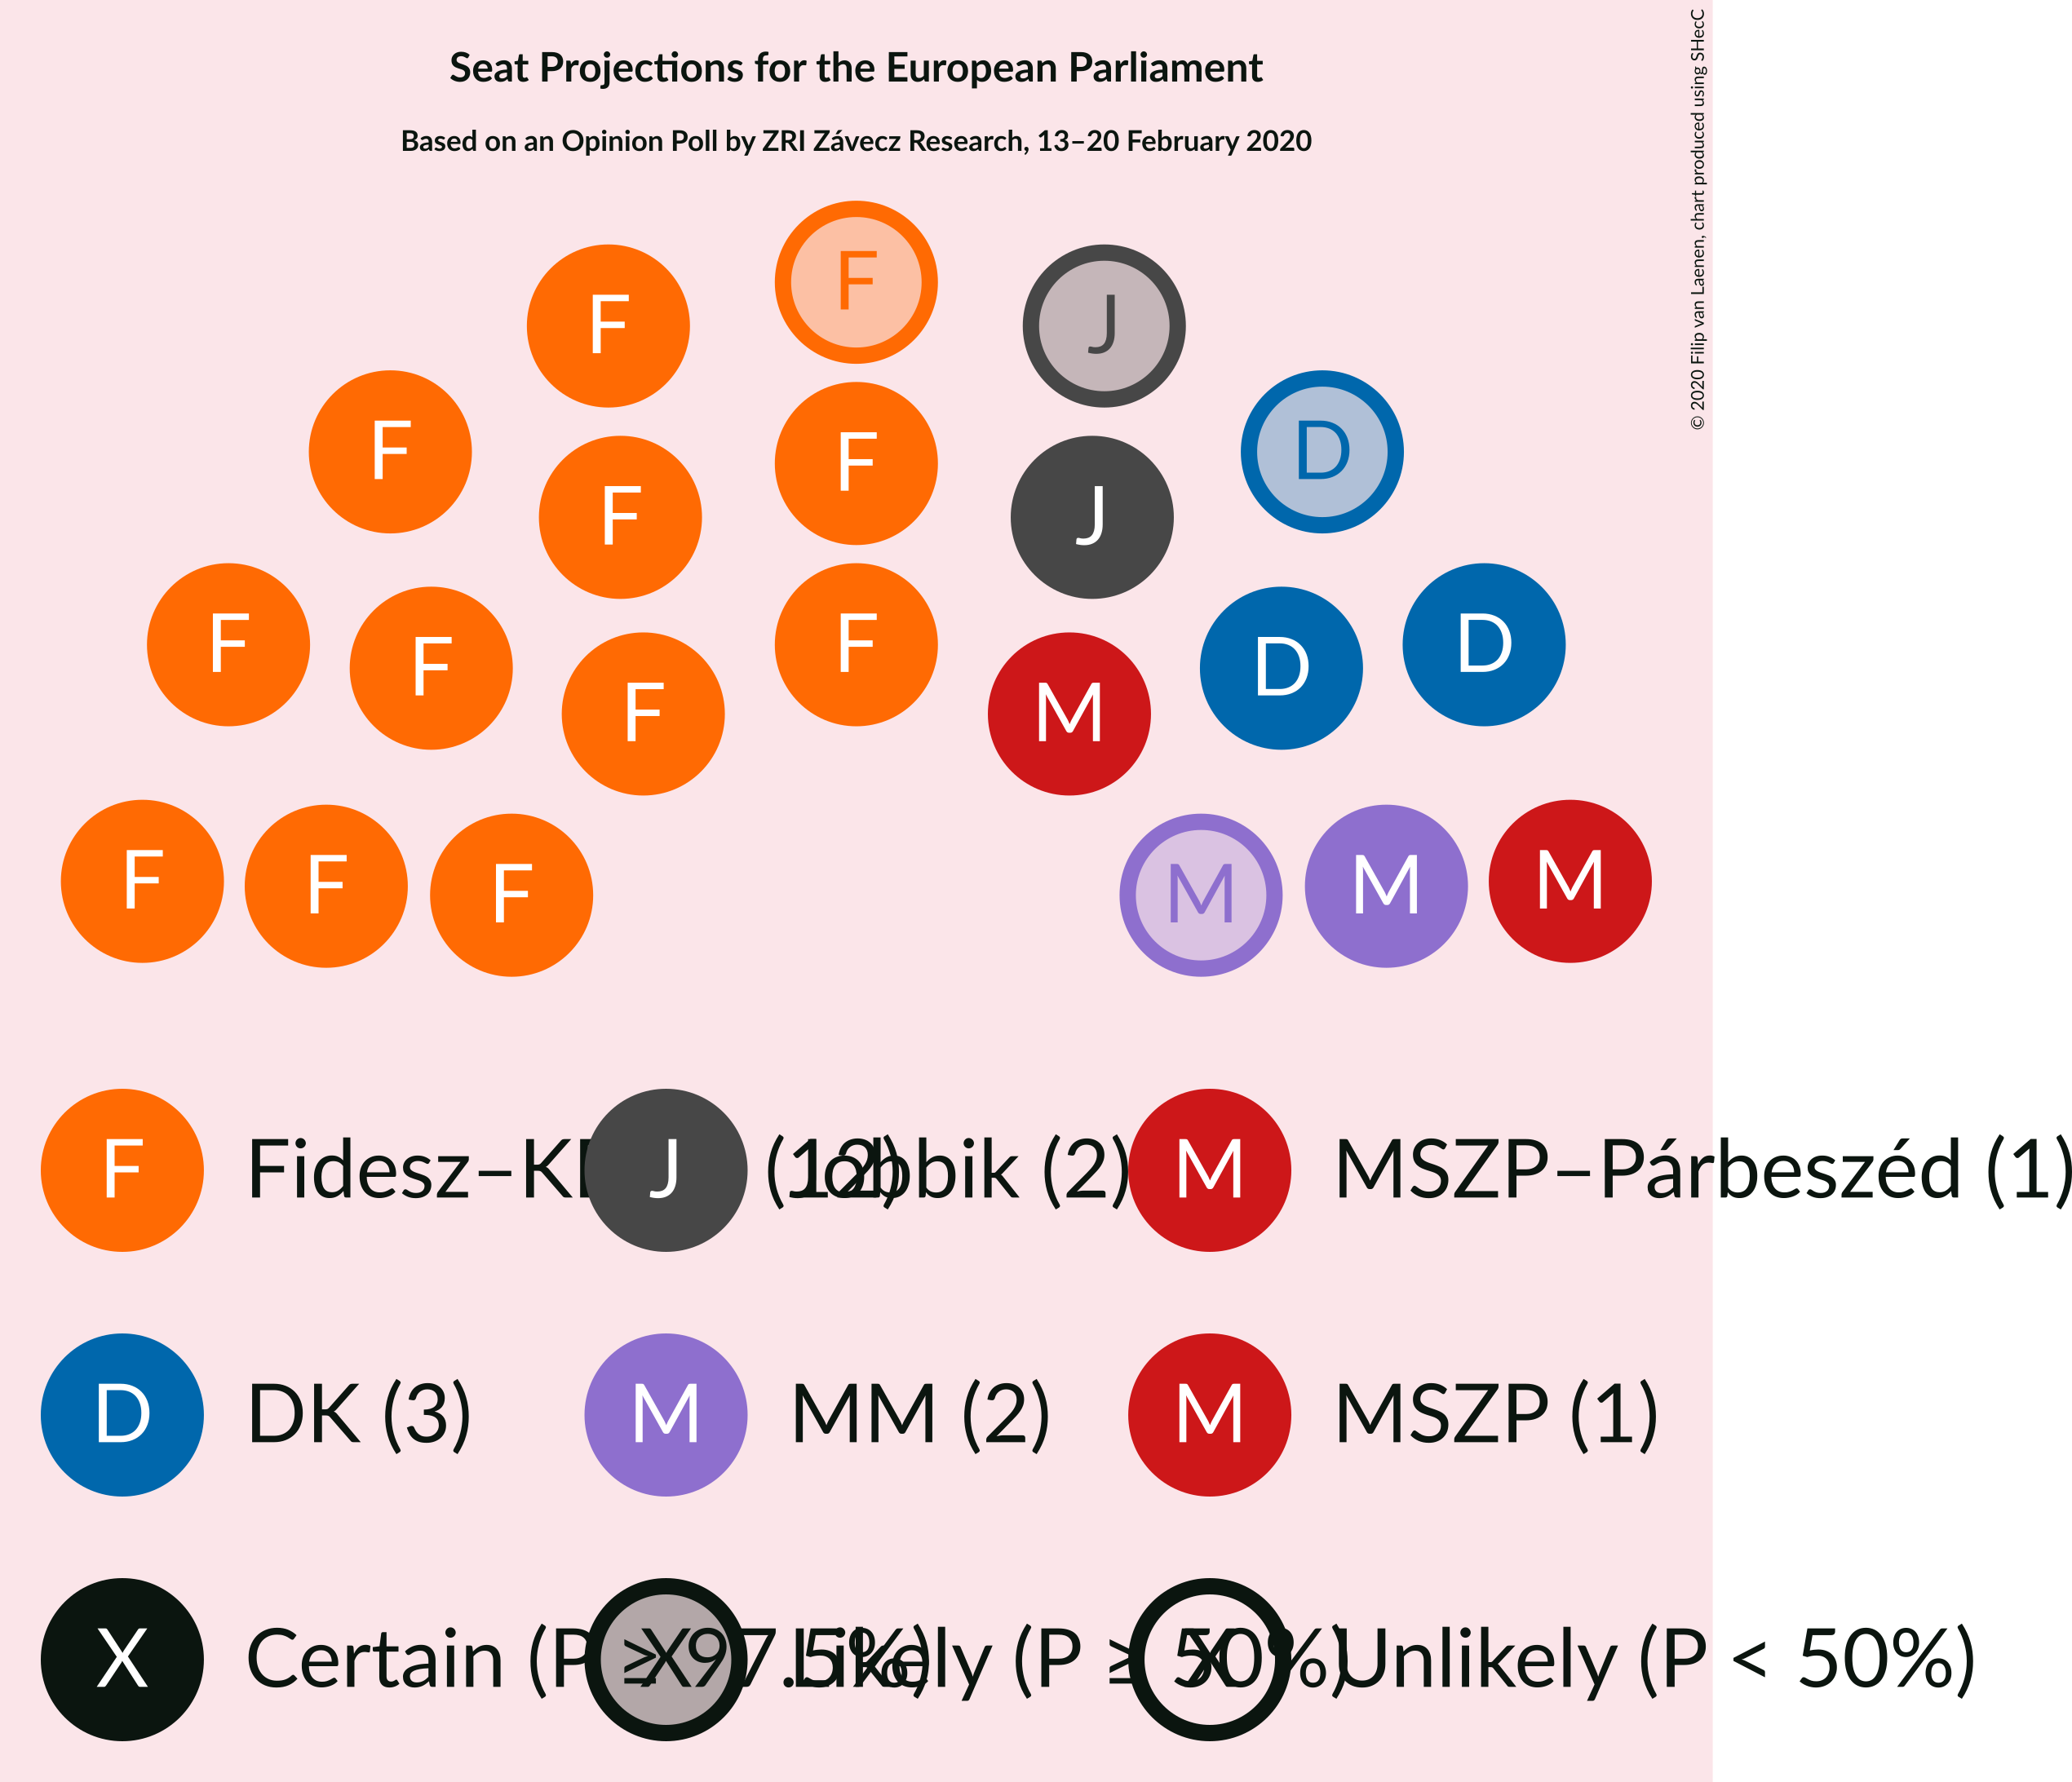 Seat Projections for the European Parliament
Based on an Opinion Poll by ZRI Závecz Research, 13–20 February 2020
© 2020 Filip van Laenen, chart produced using SHecC
F
F J
F D
F
F J
F D
F D
F
F M
F M
F M
F M
F Fidesz–K (12) J Jobbik (2) M MSZP–Párbeszéd (1)
D DK (3) M MM (2) M MSZP (1)
X Certain (P ≥ 97.5%) X Likely (P ≥ 50%) X Unlikely (P < 50%)